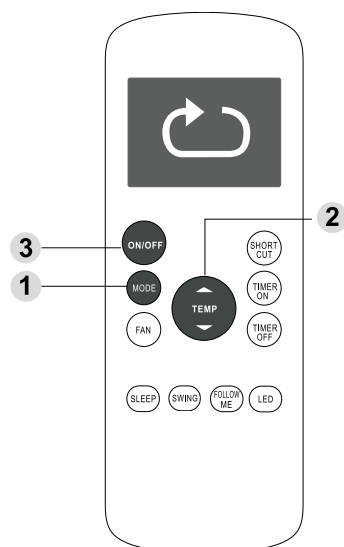 2
3
ON/OFF
SHORT
CUT
1
MODE
TEMP
TIMER
ON
FAN
TIMER
OFF
SLEEP
SWING
FOLLOW
ME
LED